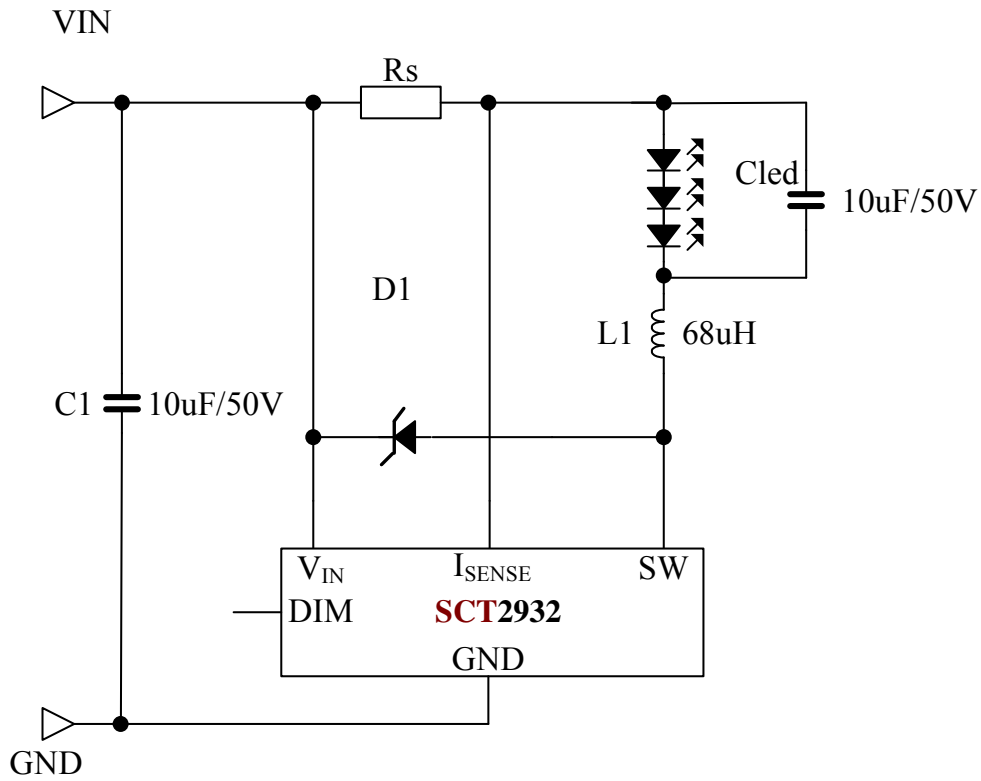 VIN
Rs
Cled
10uF/50V
D1
L1 68uH
C1 10uF/50V
VIN ISENSE SW
DIM SCT2932
GND
GND